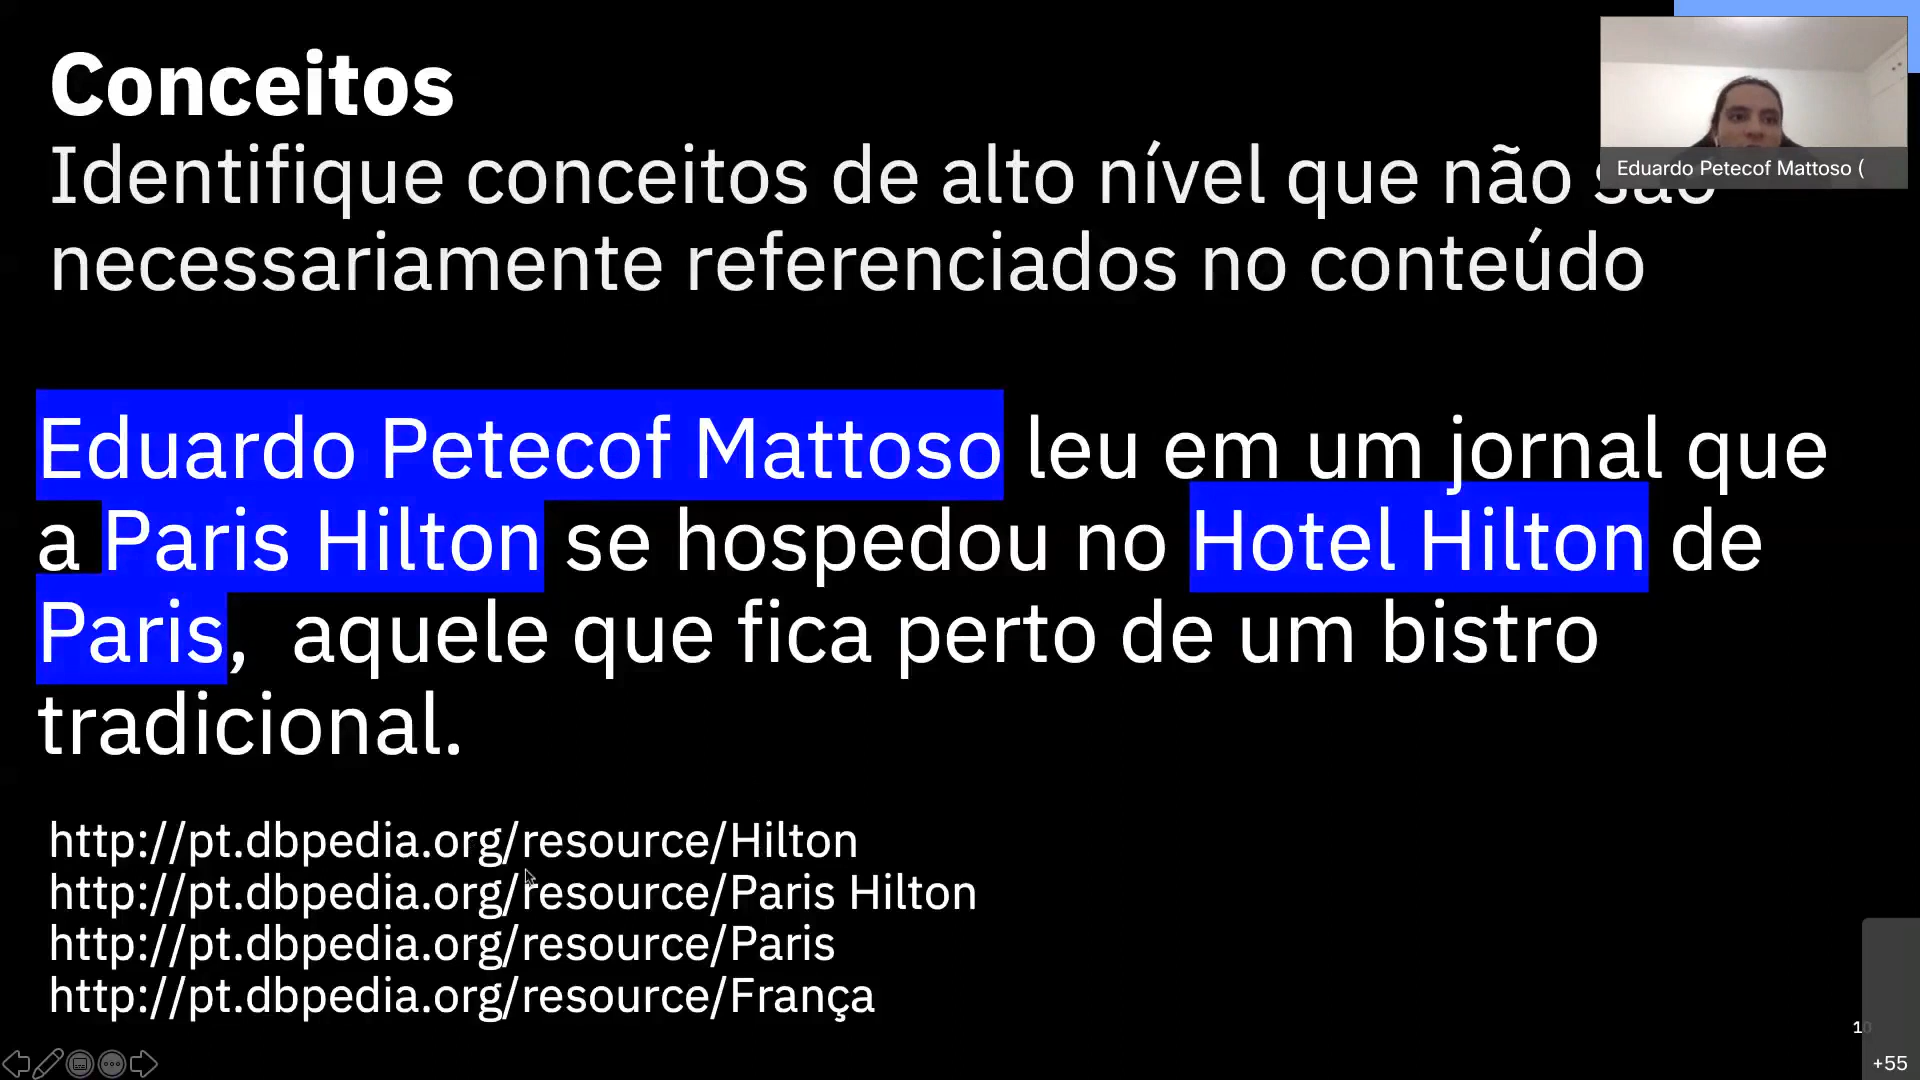 Conceitos
Identifique conceitos de alto nível que não são
necessariamente referenciados no conteúdo
Eduardo Petecof Mattoso (
Eduardo Petecof Mattoso leu em um jornal que
a Paris Hilton se hospedou no Hotel Hilton de
Paris,  aquele que fica perto de um bistro
tradicional.
http://pt.dbpedia.org/resource/Hilton
http://pt.dbpedia.org/resource/Paris Hilton
http://pt.dbpedia.org/resource/Paris
http://pt.dbpedia.org/resource/França
10
+55